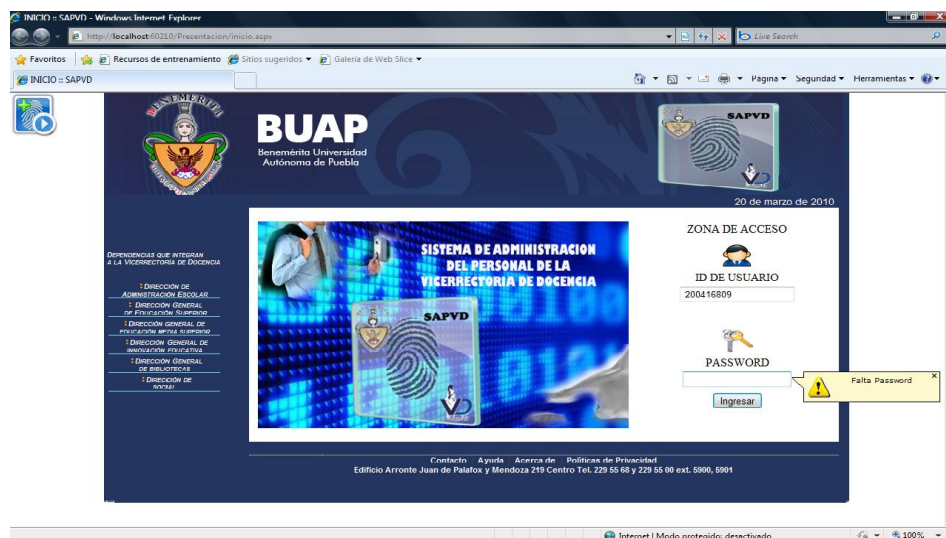 INICIO :: SAPVD - Windows Internet Explorer
http://localhost:60210/Presentacion/inicio.aspx
Live Search
Favoritos
Recursos de entrenamiento
Sitios sugeridos
Galería de Web Slice
INICIO :: SAPVD
Página
Seguridad
Herramientas
BENEMERITA
BUAP
Benemérita Universidad
Autónoma de Puebla
SAPVD
20 de marzo de 2010
DEPENDENCIAS QUE INTEGRAN
A LA VICERRECTORÍA DE DOCENCIA
DIRECCIÓN DE
ADMINISTRACIÓN ESCOLAR
DIRECCIÓN GENERAL
DE EDUCACIÓN SUPERIOR
DIRECCIÓN GENERAL DE
EDUCACIÓN MEDIA SUPERIOR
DIRECCIÓN GENERAL DE
INNOVACIÓN EDUCATIVA
DIRECCIÓN GENERAL
DE BIBLIOTECAS
DIRECCIÓN DE
SOCIAL
SISTEMA DE ADMINISTRACION
DEL PERSONAL DE LA
VICERRECTORIA DE DOCENCIA
SAPVD
ZONA DE ACCESO
ID DE USUARIO
200416809
PASSWORD
Falta Password
Ingresar
Contacto Ayuda Acerca de Políticas de Privacidad
Edificio Arronte Juan de Palafox y Mendoza 219 Centro Tel. 229 55 68 y 229 55 00 ext. 5900, 5901
Internet | Modo protegido: desactivado
100%